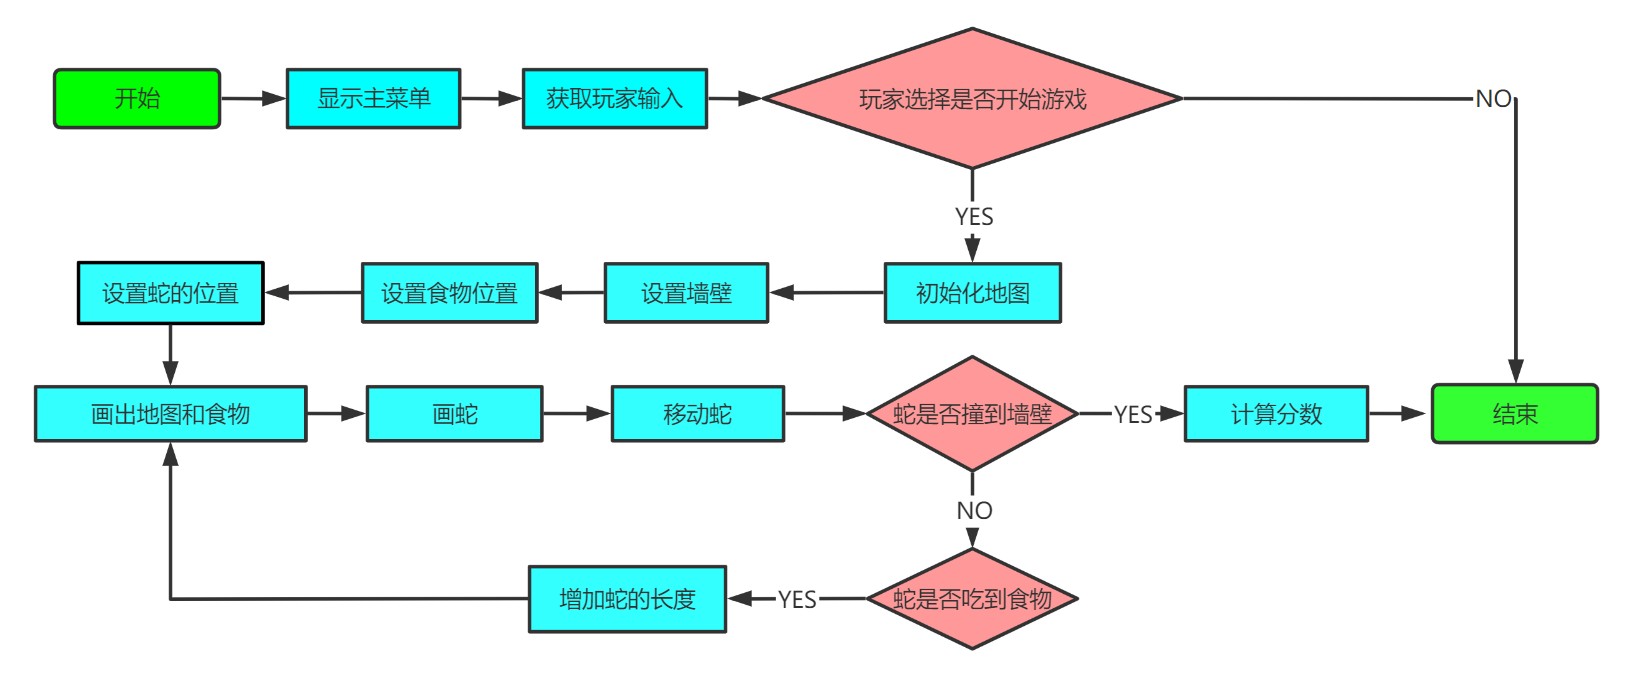 开始
显示主菜单
获取玩家输入
玩家选择是否开始游戏
NO
YES
设置蛇的位置
设置食物位置
设置墙壁
初始化地图
画出地图和食物
画蛇
移动蛇
蛇是否撞到墙壁
YES
计算分数
结束
NO
增加蛇的长度
YES
蛇是否吃到食物